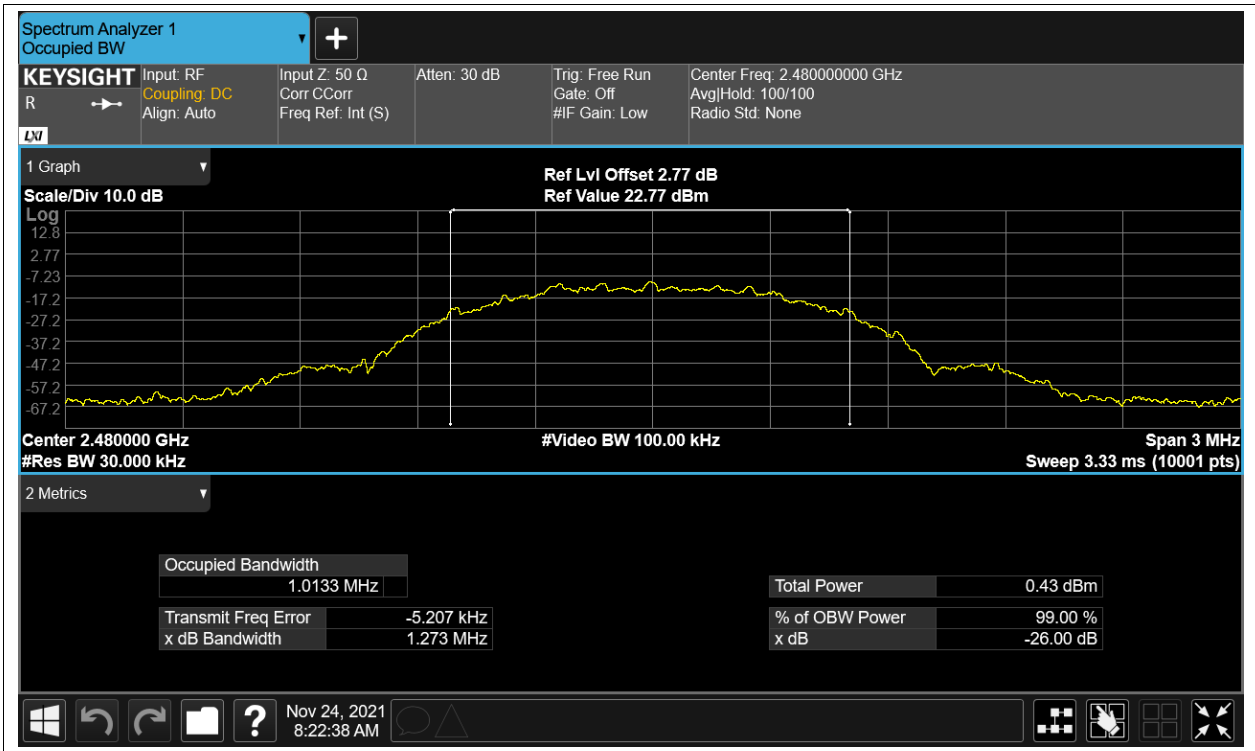 Spectrum Analyzer 1
Occupied BW
KEYSIGHT
R
LXI
Input: RF
Coupling: DC
Align: Auto
Input Z: 50 Ω
Corr CCorr
Freq Ref: Int (S)
Atten: 30 dB
Trig: Free Run
Gate: Off
#IF Gain: Low
Center Freq: 2.480000000 GHz
Avg|Hold: 100/100
Radio Std: None
1 Graph
Scale/Div 10.0 dB
Ref Lvl Offset 2.77 dB
Ref Value 22.77 dBm
Log
12.8
2.77
-7.23
-17.2
-27.2
-37.2
-47.2
-57.2
-67.2
Center 2.480000 GHz
#Res BW 30.000 kHz
#Video BW 100.00 kHz
Span 3 MHz
Sweep 3.33 ms (10001 pts)
2 Metrics
Occupied Bandwidth
1.0133 MHz
Transmit Freq Error -5.207 kHz
x dB Bandwidth 1.273 MHz
Total Power 0.43 dBm
% of OBW Power 99.00 %
x dB -26.00 dB
?
Nov 24, 2021
8:22:38 AM